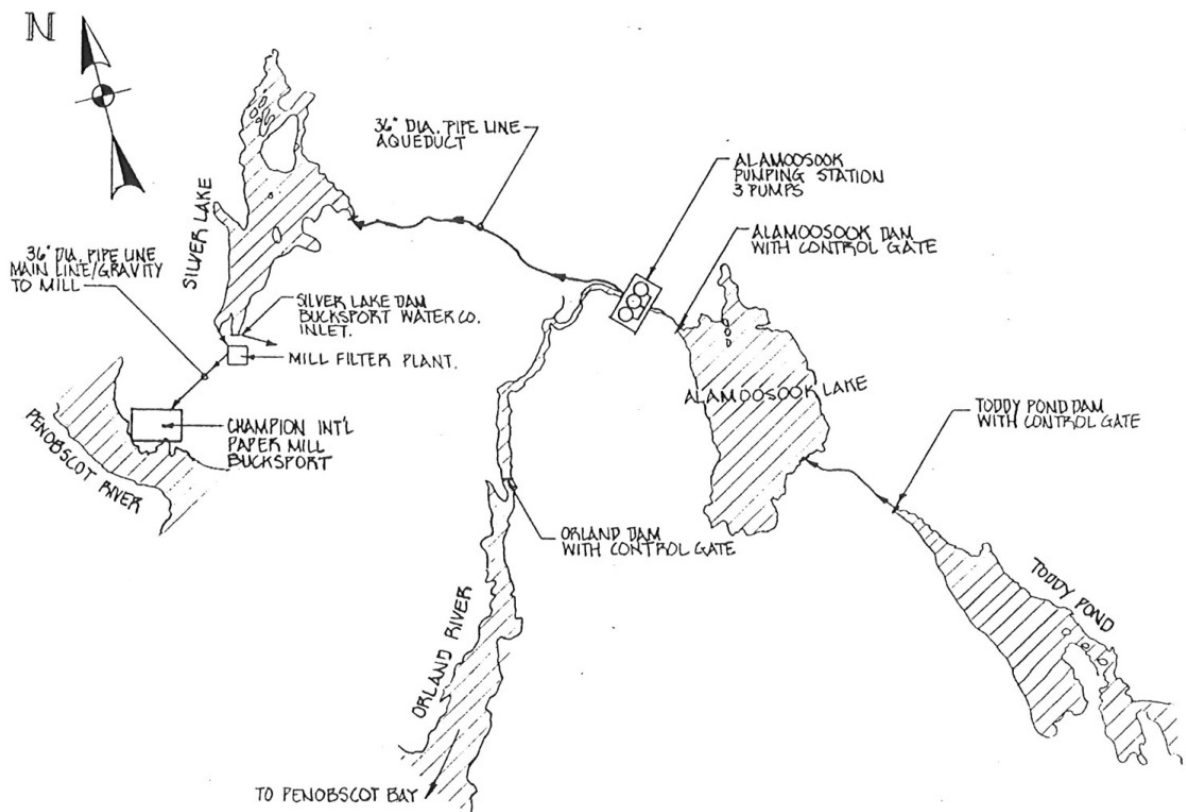 N
36" DIA. PIPE LINE
AQUEDUCT
ALAMOOSOOK
PUMPING STATION
3 PUMPS
SILVER LAKE
ALAMOOSOOK DAM
WITH CONTROL GATE
36" DIA. PIPE LINE
MAIN LINE/GRAVITY
TO MILL
SILVER LAKE DAM
BUCKSPORT WATER CO.
INLET.
MILL FILTER PLANT.
ALAMOOSOOK LAKE
TODDY POND DAM
WITH CONTROL GATE
PENOBSCOT RIVER
CHAMPION INT'L
PAPER MILL
BUCKSPORT
ORLAND DAM
WITH CONTROL GATE
TODDY POND
ORLAND RIVER
TO PENOBSCOT BAY